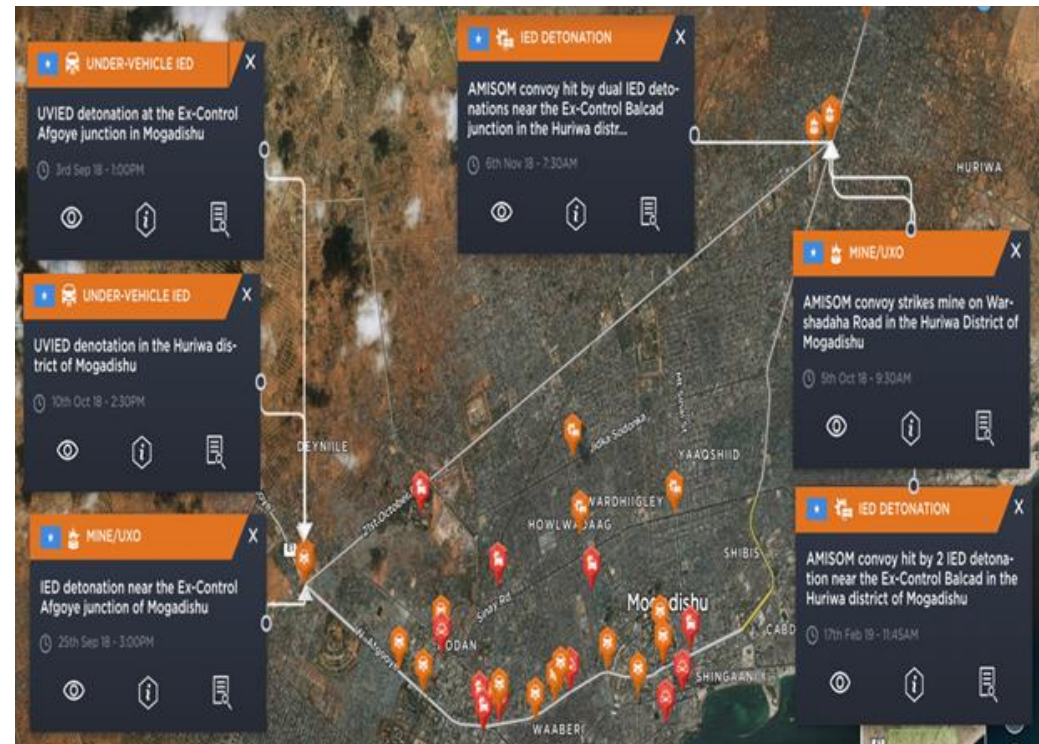 UNDER-VEHICLE IED X
UVIED detonation at the Ex-Control
Afgoye junction in Mogadishu
3rd Sep 18 - 1:00PM
UNDER-VEHICLE IED X
UVIED denotation in the Huriwa dis-
trict of Mogadishu
10th Oct 18 - 2:30PM
MINE/UXO X
IED detonation near the Ex-Control
Afgoye junction of Mogadishu
25th Sep 18 - 3:00PM
IED DETONATION X
AMISOM convoy hit by dual IED deto-
nations near the Ex-Control Balcad
junction in the Huriwa distr...
6th Nov 18 - 7:30AM
MINE/UXO X
AMISOM convoy strikes mine on War-
shadaha Road in the Huriwa District of
Mogadishu
5th Oct 18 - 9:30AM
IED DETONATION X
AMISOM convoy hit by 2 IED detona-
tion near the Ex-Control Balcad in the
Huriwa district of Mogadishu
17th Feb 19 - 11:45AM
HURIWA
DEYNIILE
Jidka Sodonka
YAAQSHIID
21st October
WARDHIIGLEY
HOWLWADAAG
SHIBIS
Sinay Rd
Mogadishu
ODAN
SHINGAANI
WAABERI